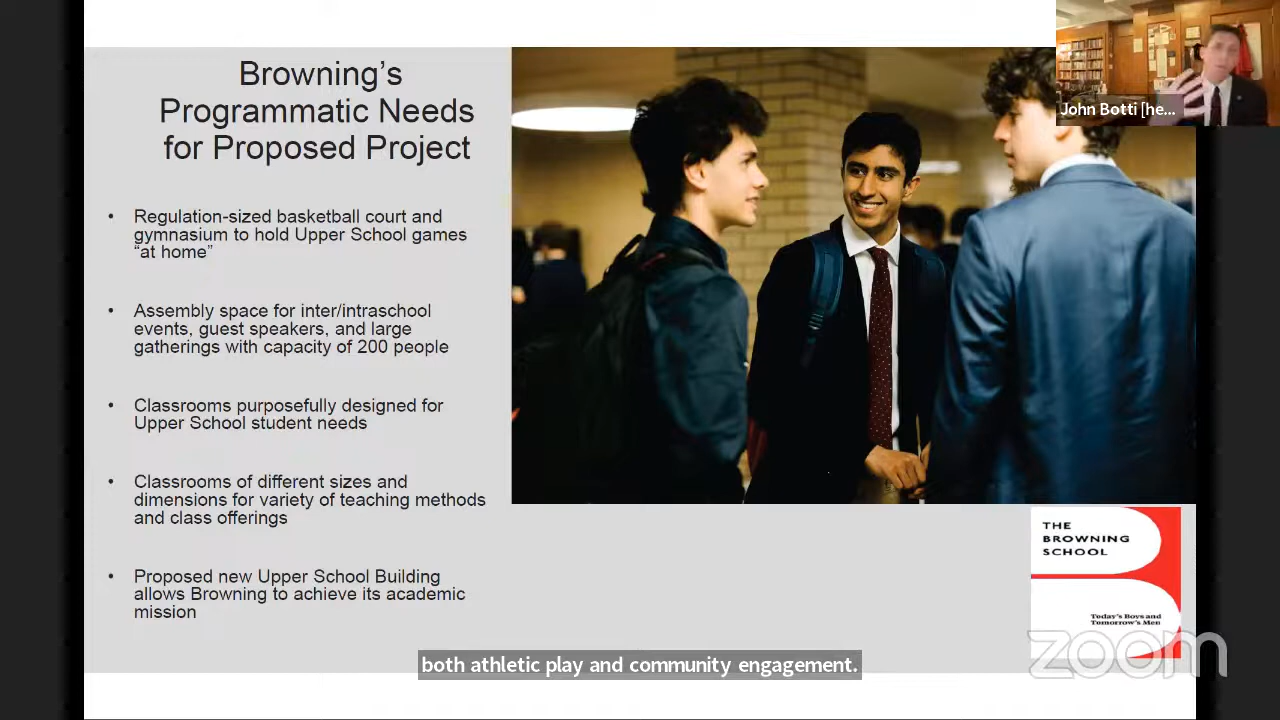 Browning’s
Programmatic Needs
for Proposed Project
• Regulation-sized basketball court and
gymnasium to hold Upper School games
“at home”
• Assembly space for inter/intraschool
events, guest speakers, and large
gatherings with capacity of 200 people
• Classrooms purposefully designed for
Upper School student needs
• Classrooms of different sizes and
dimensions for variety of teaching methods
and class offerings
• Proposed new Upper School Building
allows Browning to achieve its academic
mission
John Botti [he...
THE
BROWNING
SCHOOL
Today's Boys and
Tomorrow's Men
zoom
both athletic play and community engagement.